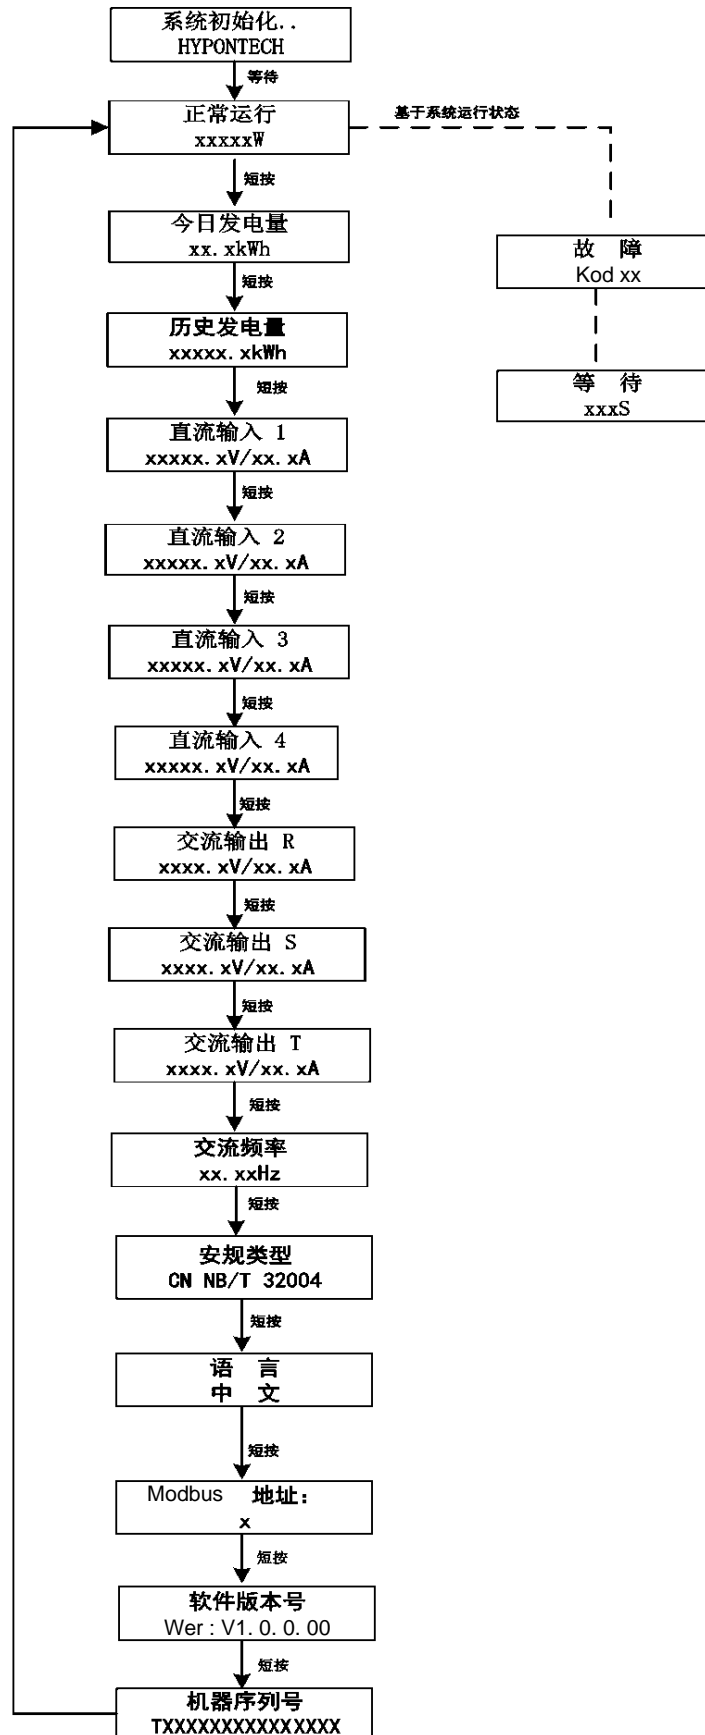 系统初始化..
HYPONTECH
等待
正常运行
xxxxxW
基于系统运行状态
短按
今日发电量
xx.xkWh
故 障
Kod xx
短按
历史发电量
xxxxx.xkWh
等 待
xxxS
短按
直流输入 1
xxxxx.xV/xx.xA
短按
直流输入 2
xxxxx.xV/xx.xA
短按
直流输入 3
xxxxx.xV/xx.xA
短按
直流输入 4
xxxxx.xV/xx.xA
短按
交流输出 R
xxxx.xV/xx.xA
短按
交流输出 S
xxxx.xV/xx.xA
短按
交流输出 T
xxxx.xV/xx.xA
短按
交流频率
xx.xxHz
短按
安规类型
CN NB/T 32004
短按
语 言
中 文
短按
Modbus 地址:
x
短按
软件版本号
Wer : V1. 0. 0. 00
短按
机器序列号
TXXXXXXXXXXXXXXX